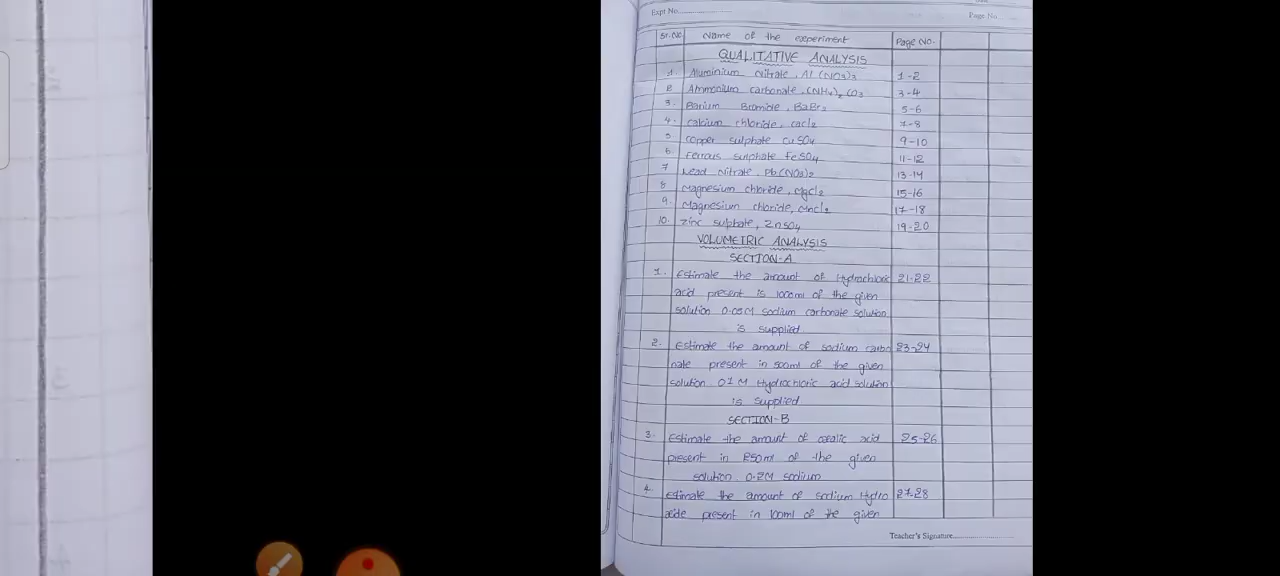 Expt No.
Page No.
Sr.No Name of the experiment Page No.
QUALITATIVE ANALYSIS
1. Aluminium Nitrate, Al(NO3)3 1-2
2. Ammonium carbonate, (NH4)2CO3 3-4
3. Barium Bromide, BaBr2 5-6
4. calcium chloride, cacl2 7-8
5 copper sulphate CuSO4 9-10
6. Ferrous sulphate FeSO4 11-12
7 Lead Nitrate, Pb(NO3)2 13-14
8 Magnesium chloride, MgCl2 15-16
9. Magnesium chloride, Mncl2 17-18
10. Zinc sulphate, ZnSO4 19-20
VOLUMETRIC ANALYSIS
SECTION-A
1. Estimate the amount of Hydrochloric 21-22
acid present is 1000ml of the given
solution 0.05M sodium carbonate solution
is supplied
2. Estimate the amount of sodium carbo 23-24
nate present in 500ml of the given
solution 0.1M Hydrochloric acid solution
is supplied
SECTION-B
3. Estimate the amount of oxalic acid 25-26
present in 250ml of the given
solution 0.2M sodium
4. Estimate the amount of sodium Hydro 27-28
xide present in 100ml of the given
Teacher's Signature